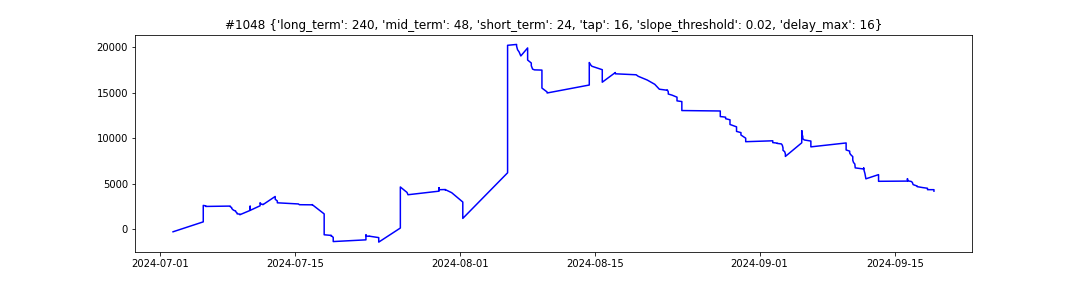 #1048 {'long_term': 240, 'mid_term': 48, 'short_term': 24, 'tap': 16, 'slope_threshold': 0.02, 'delay_max': 16}
20000
15000
10000
5000
0
2024-07-01 2024-07-15 2024-08-01 2024-08-15 2024-09-01 2024-09-15